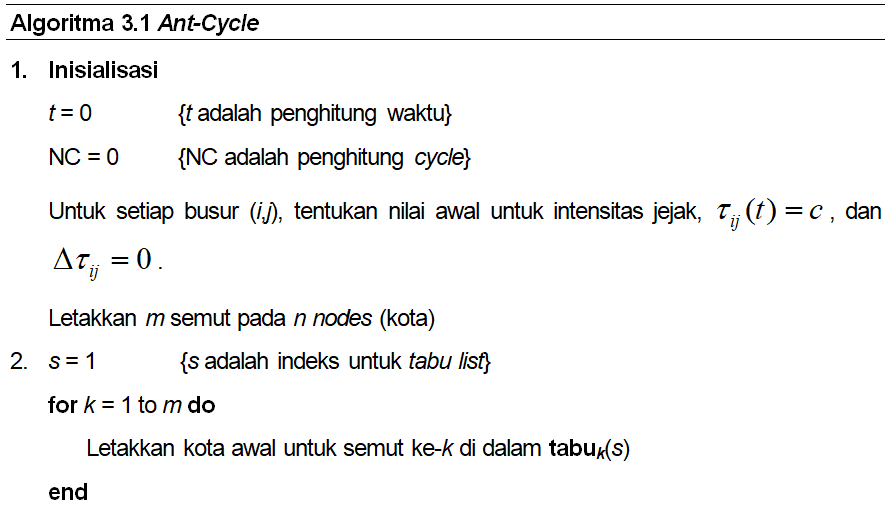 Algoritma 3.1 Ant-Cycle
1. Inisialisasi
t = 0 {t adalah penghitung waktu}
NC = 0 {NC adalah penghitung cycle}
Untuk setiap busur (i,j), tentukan nilai awal untuk intensitas jejak, τij(t) = c , dan
Δτij = 0 .
Letakkan m semut pada n nodes (kota)
2. s = 1 {s adalah indeks untuk tabu list}
for k = 1 to m do
Letakkan kota awal untuk semut ke-k di dalam tabuk(s)
end